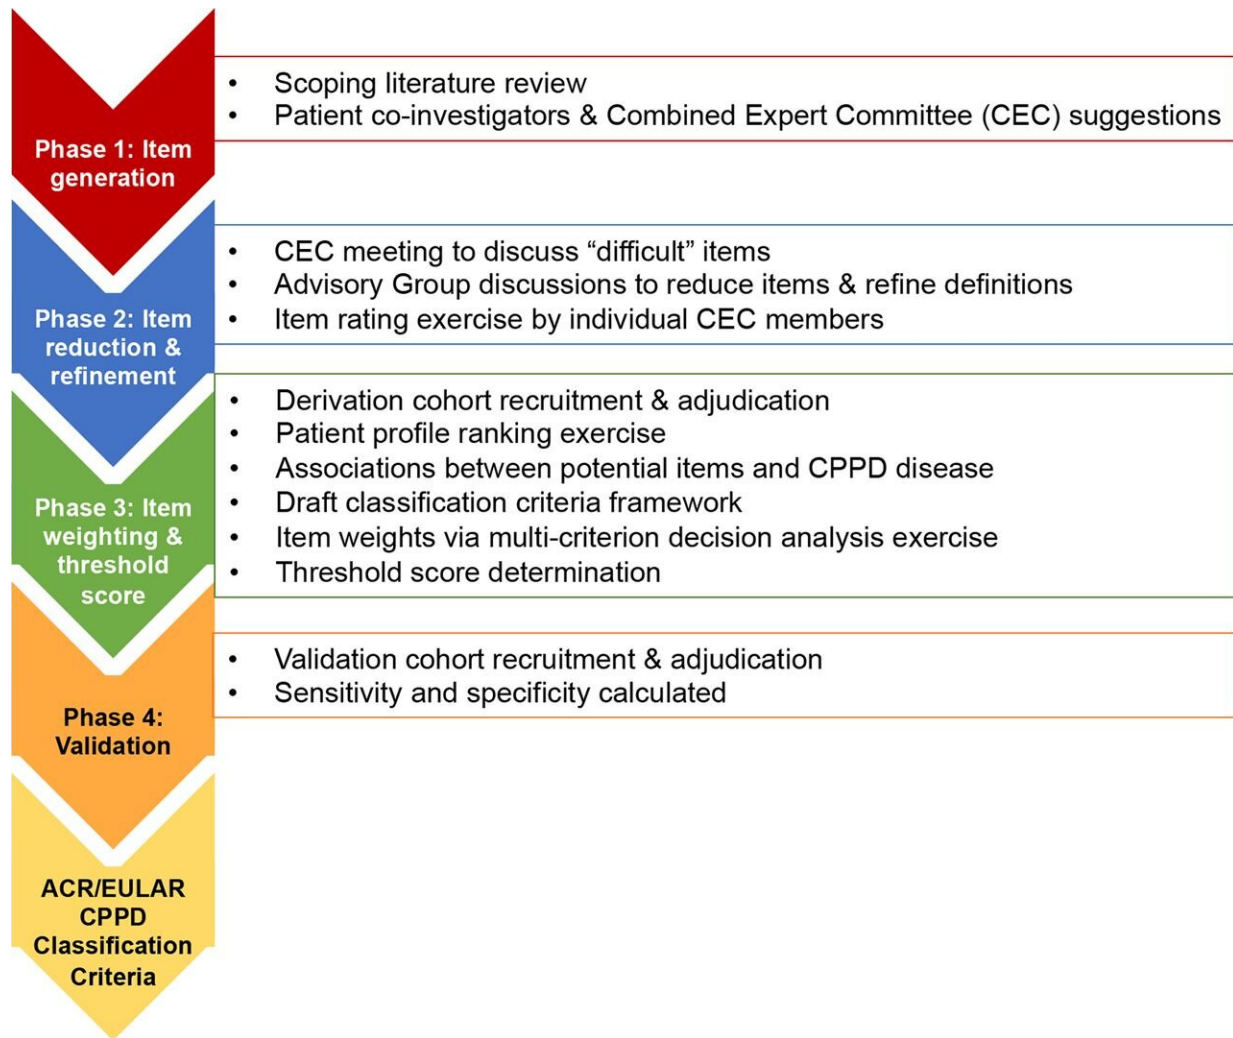 Phase 1: Item
generation
• Scoping literature review
• Patient co-investigators & Combined Expert Committee (CEC) suggestions
Phase 2: Item
reduction &
refinement
• CEC meeting to discuss “difficult” items
• Advisory Group discussions to reduce items & refine definitions
• Item rating exercise by individual CEC members
Phase 3: Item
weighting &
threshold
score
• Derivation cohort recruitment & adjudication
• Patient profile ranking exercise
• Associations between potential items and CPPD disease
• Draft classification criteria framework
• Item weights via multi-criterion decision analysis exercise
• Threshold score determination
Phase 4:
Validation
• Validation cohort recruitment & adjudication
• Sensitivity and specificity calculated
ACR/EULAR
CPPD
Classification
Criteria